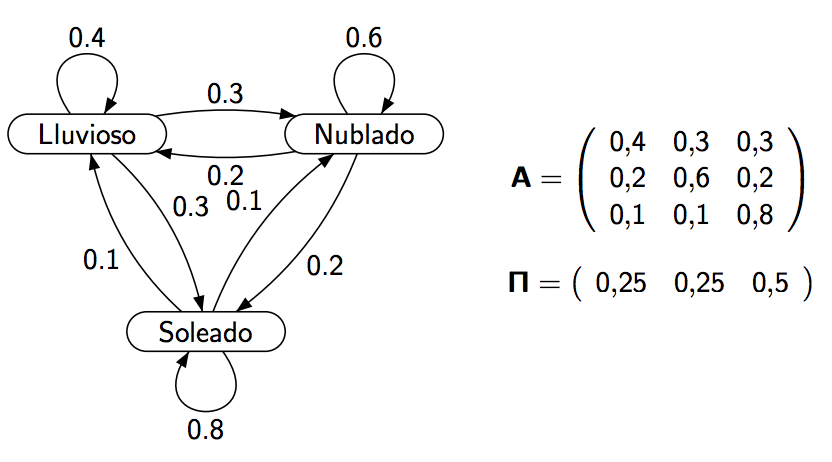 0.4
0.6
0.3
Lluvioso
Nublado
0.2
0.3
0.1
0.1
0.2
Soleado
0.8
A = ( 0,4 0,3 0,3
0,2 0,6 0,2
0,1 0,1 0,8 )
Π = ( 0,25 0,25 0,5 )